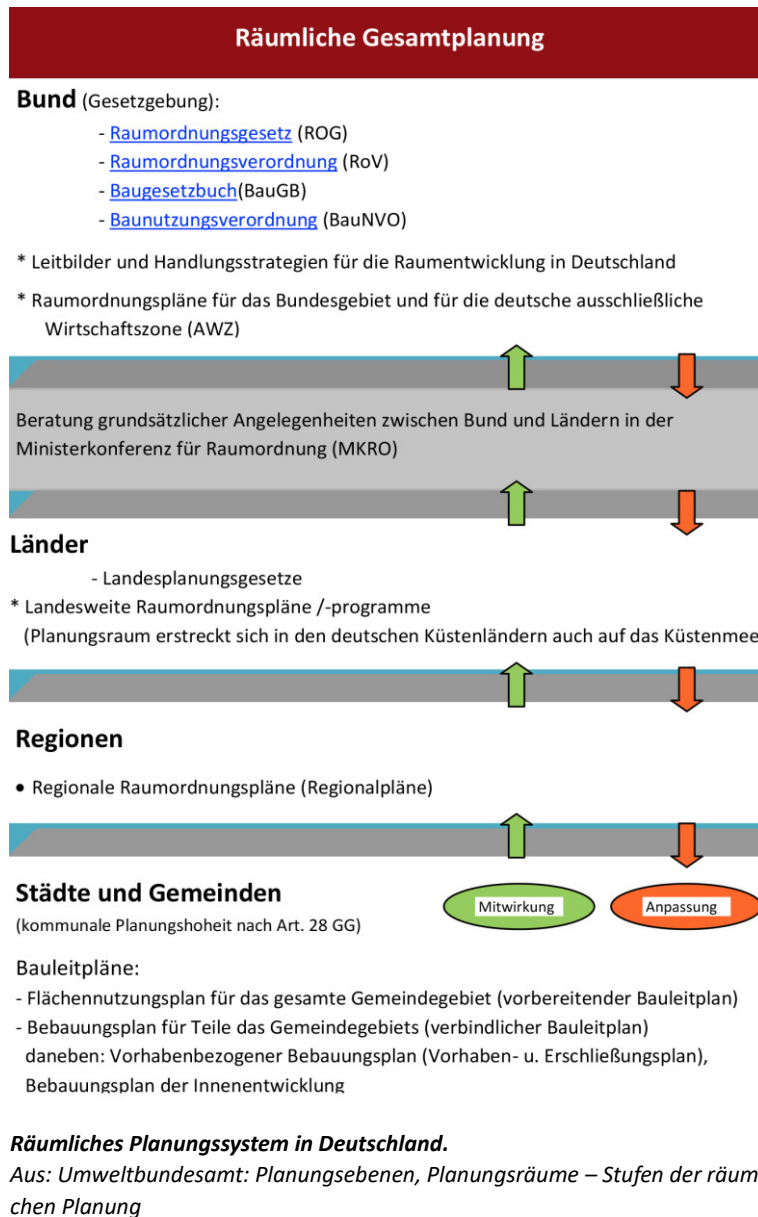 Räumliche Gesamtplanung
Bund (Gesetzgebung):
- Raumordnungsgesetz (ROG)
- Raumordnungsverordnung (RoV)
- Baugesetzbuch(BauGB)
- Baunutzungsverordnung (BauNVO)
* Leitbilder und Handlungsstrategien für die Raumentwicklung in Deutschland
* Raumordnungspläne für das Bundesgebiet und für die deutsche ausschließliche
Wirtschaftszone (AWZ)
Beratung grundsätzlicher Angelegenheiten zwischen Bund und Ländern in der
Ministerkonferenz für Raumordnung (MKRO)
Länder
- Landesplanungsgesetze
* Landesweite Raumordnungspläne /-programme
(Planungsraum erstreckt sich in den deutschen Küstenländern auch auf das Küstenmee
Regionen
• Regionale Raumordnungspläne (Regionalpläne)
Städte und Gemeinden
(kommunale Planungshoheit nach Art. 28 GG)
Mitwirkung
Anpassung
Bauleitpläne:
- Flächennutzungsplan für das gesamte Gemeindegebiet (vorbereitender Bauleitplan)
- Bebauungsplan für Teile das Gemeindegebiets (verbindlicher Bauleitplan)
daneben: Vorhabenbezogener Bebauungsplan (Vorhaben- u. Erschließungsplan),
Bebauungsplan der Innenentwicklung
Räumliches Planungssystem in Deutschland.
Aus: Umweltbundesamt: Planungsebenen, Planungsräume – Stufen der räum
chen Planung